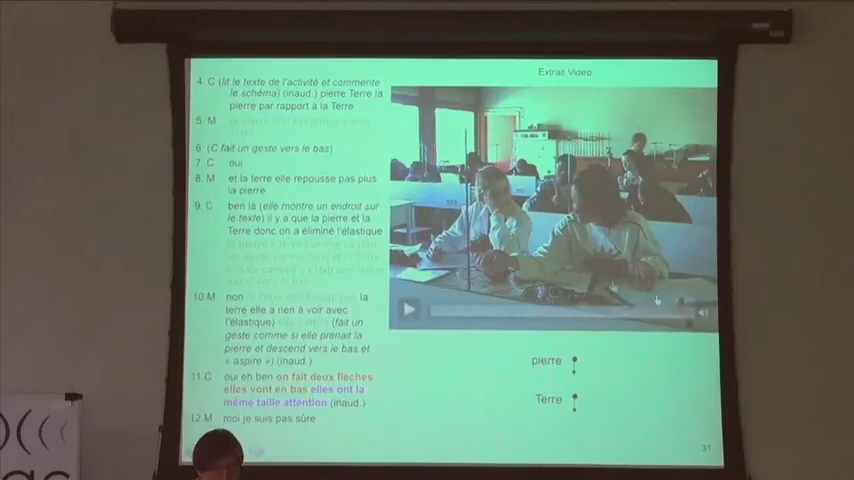 4. C (lit le texte de l'activité et commente
le schéma) (inaud.) pierre Terre la
pierre par rapport à la Terre
5. M
6. (C fait un geste vers le bas)
7. C oui
8. M et la terre elle repousse pas plus
la pierre
9. C ben là (elle montre un endroit sur
le texte) il y a que la pierre et la
Terre donc on a éliminé l'élastique
10. M non la
terre elle a rien à voir avec
l'élastique) (fait un
geste comme si elle prenait la
pierre et descend vers le bas et
« aspire ») (inaud.)
11. C oui eh ben on fait deux flèches
elles vont en bas elles ont la
même taille attention (inaud.)
12. M moi je suis pas sûre
Extrait Video
pierre
Terre
31